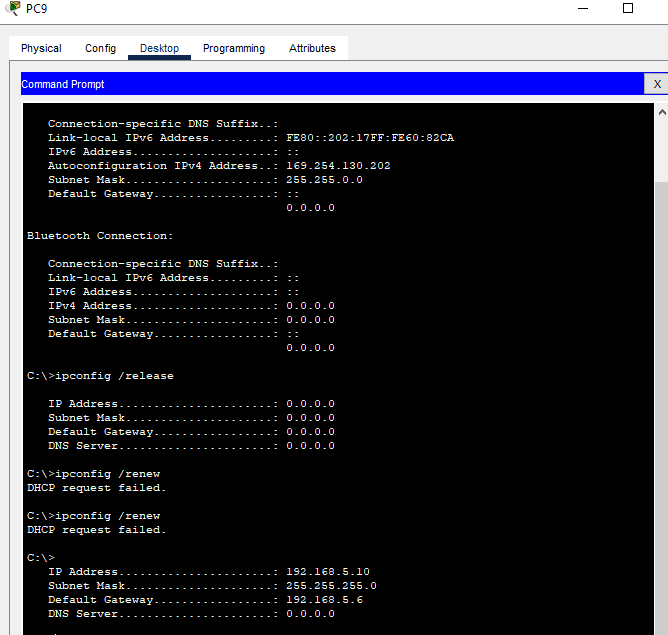 PC9
Physical Config Desktop Programming Attributes
Command Prompt X
Connection-specific DNS Suffix..:
Link-local IPv6 Address.........: FE80::202:17FF:FE60:82CA
IPv6 Address....................: ::
Autoconfiguration IPv4 Address..: 169.254.130.202
Subnet Mask.....................: 255.255.0.0
Default Gateway.................: ::
0.0.0.0
Bluetooth Connection:
Connection-specific DNS Suffix..:
Link-local IPv6 Address.........: ::
IPv6 Address....................: ::
IPv4 Address....................: 0.0.0.0
Subnet Mask.....................: 0.0.0.0
Default Gateway.................: ::
0.0.0.0
C:\>ipconfig /release
IP Address......................: 0.0.0.0
Subnet Mask.....................: 0.0.0.0
Default Gateway.................: 0.0.0.0
DNS Server......................: 0.0.0.0
C:\>ipconfig /renew
DHCP request failed.
C:\>ipconfig /renew
DHCP request failed.
C:\>
IP Address......................: 192.168.5.10
Subnet Mask.....................: 255.255.255.0
Default Gateway.................: 192.168.5.6
DNS Server......................: 0.0.0.0